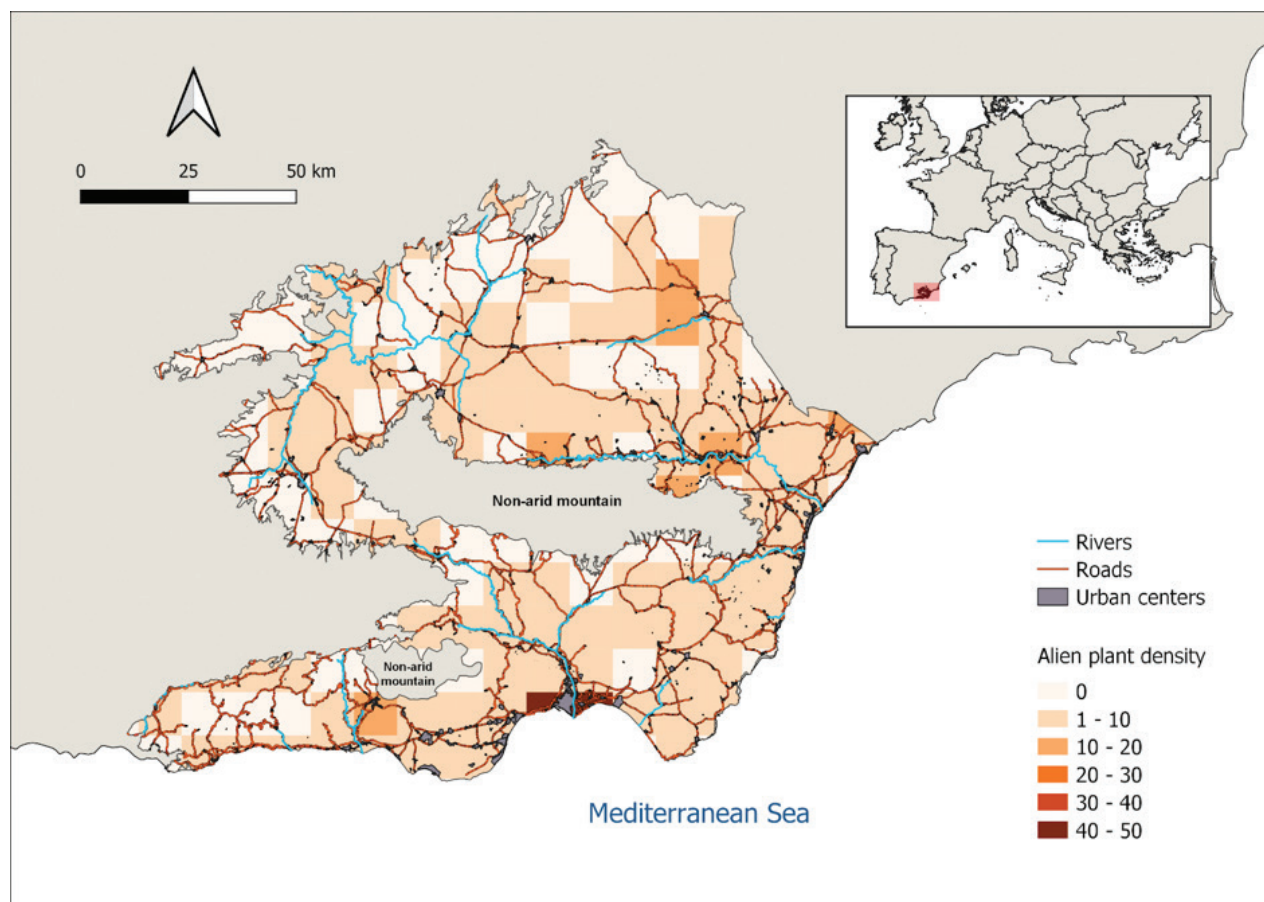 0 25 50 km
Non-arid mountain
Non-arid
mountain
Mediterranean Sea
Rivers
Roads
Urban centers
Alien plant density
0
1 - 10
10 - 20
20 - 30
30 - 40
40 - 50